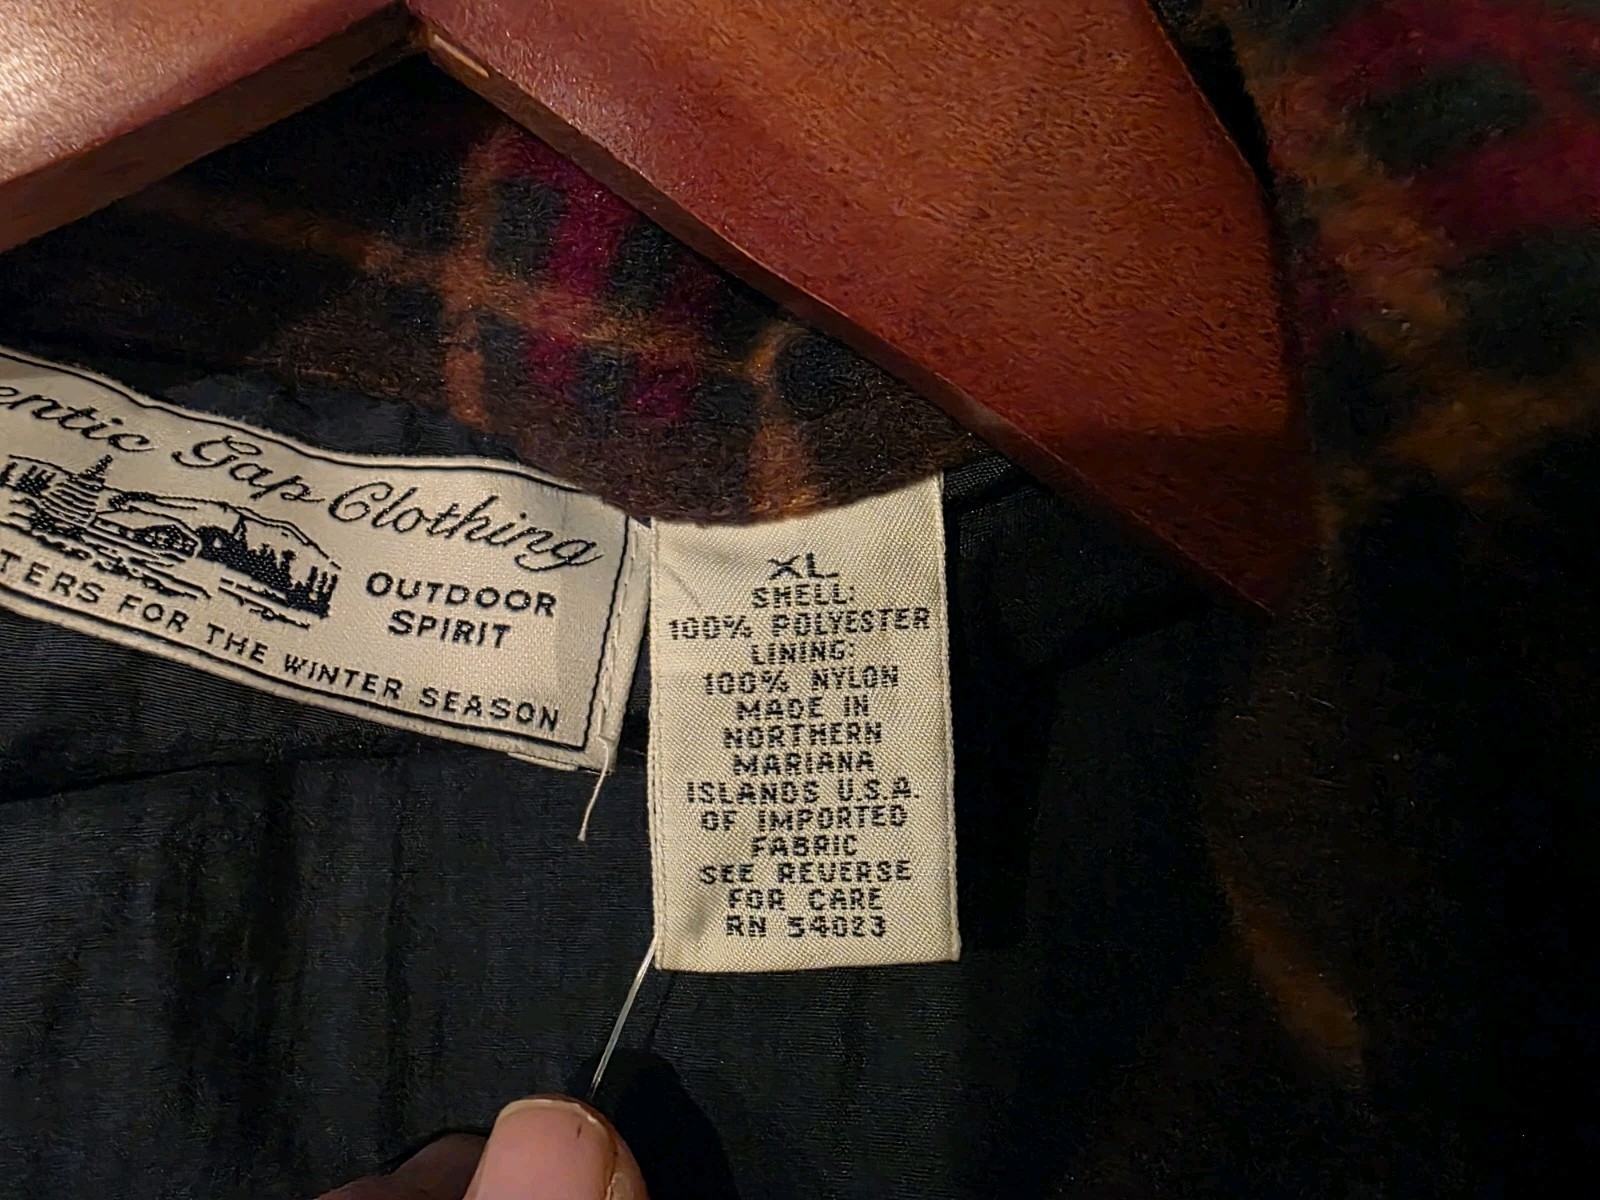 entic Gap Clothing
OUTDOOR
SPIRIT
TERS FOR THE WINTER SEASON
XL
SHELL:
100% POLYESTER
LINING:
100% NYLON
MADE IN
NORTHERN
MARIANA
ISLANDS U.S.A.
OF IMPORTED
FABRIC
SEE REVERSE
FOR CARE
RN 54023